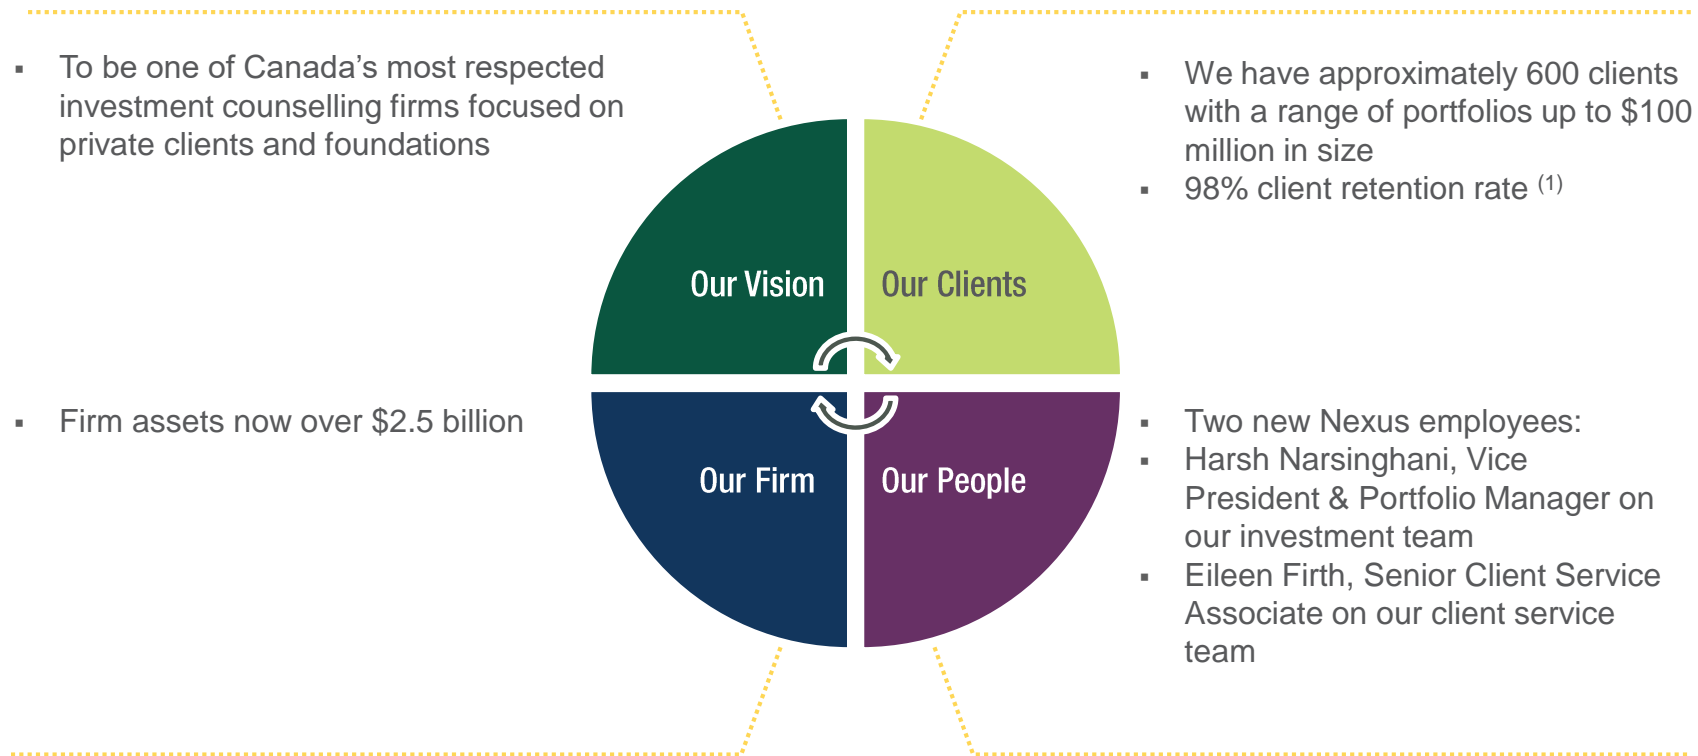 ▪ To be one of Canada's most respected
investment counselling firms focused on
private clients and foundations
▪ We have approximately 600 clients
with a range of portfolios up to $100
million in size
▪ 98% client retention rate (1)
Our Vision
Our Clients
▪ Firm assets now over $2.5 billion
Our Firm
Our People
▪ Two new Nexus employees:
▪ Harsh Narsinghani, Vice
President & Portfolio Manager on
our investment team
▪ Eileen Firth, Senior Client Service
Associate on our client service
team